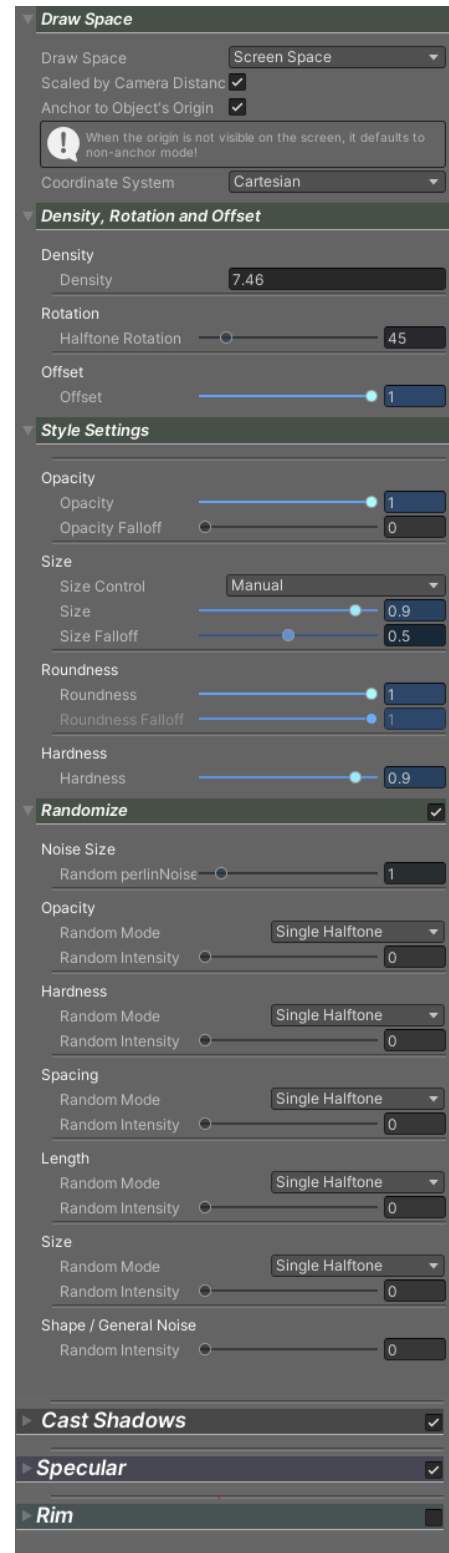 Draw Space
Draw Space Screen Space
Scaled by Camera Distanc
Anchor to Object's Origin
When the origin is not visible on the screen, it defaults to
non-anchor mode!
Coordinate System Cartesian
Density, Rotation and Offset
Density
Density 7.46
Rotation
Halftone Rotation 45
Offset
Offset 1
Style Settings
Opacity
Opacity 1
Opacity Falloff 0
Size
Size Control Manual
Size 0.9
Size Falloff 0.5
Roundness
Roundness 1
Roundness Falloff 1
Hardness
Hardness 0.9
Randomize
Noise Size
Random perlinNoise 1
Opacity
Random Mode Single Halftone
Random Intensity 0
Hardness
Random Mode Single Halftone
Random Intensity 0
Spacing
Random Mode Single Halftone
Random Intensity 0
Length
Random Mode Single Halftone
Random Intensity 0
Size
Random Mode Single Halftone
Random Intensity 0
Shape / General Noise
Random Intensity 0
Cast Shadows
Specular
Rim